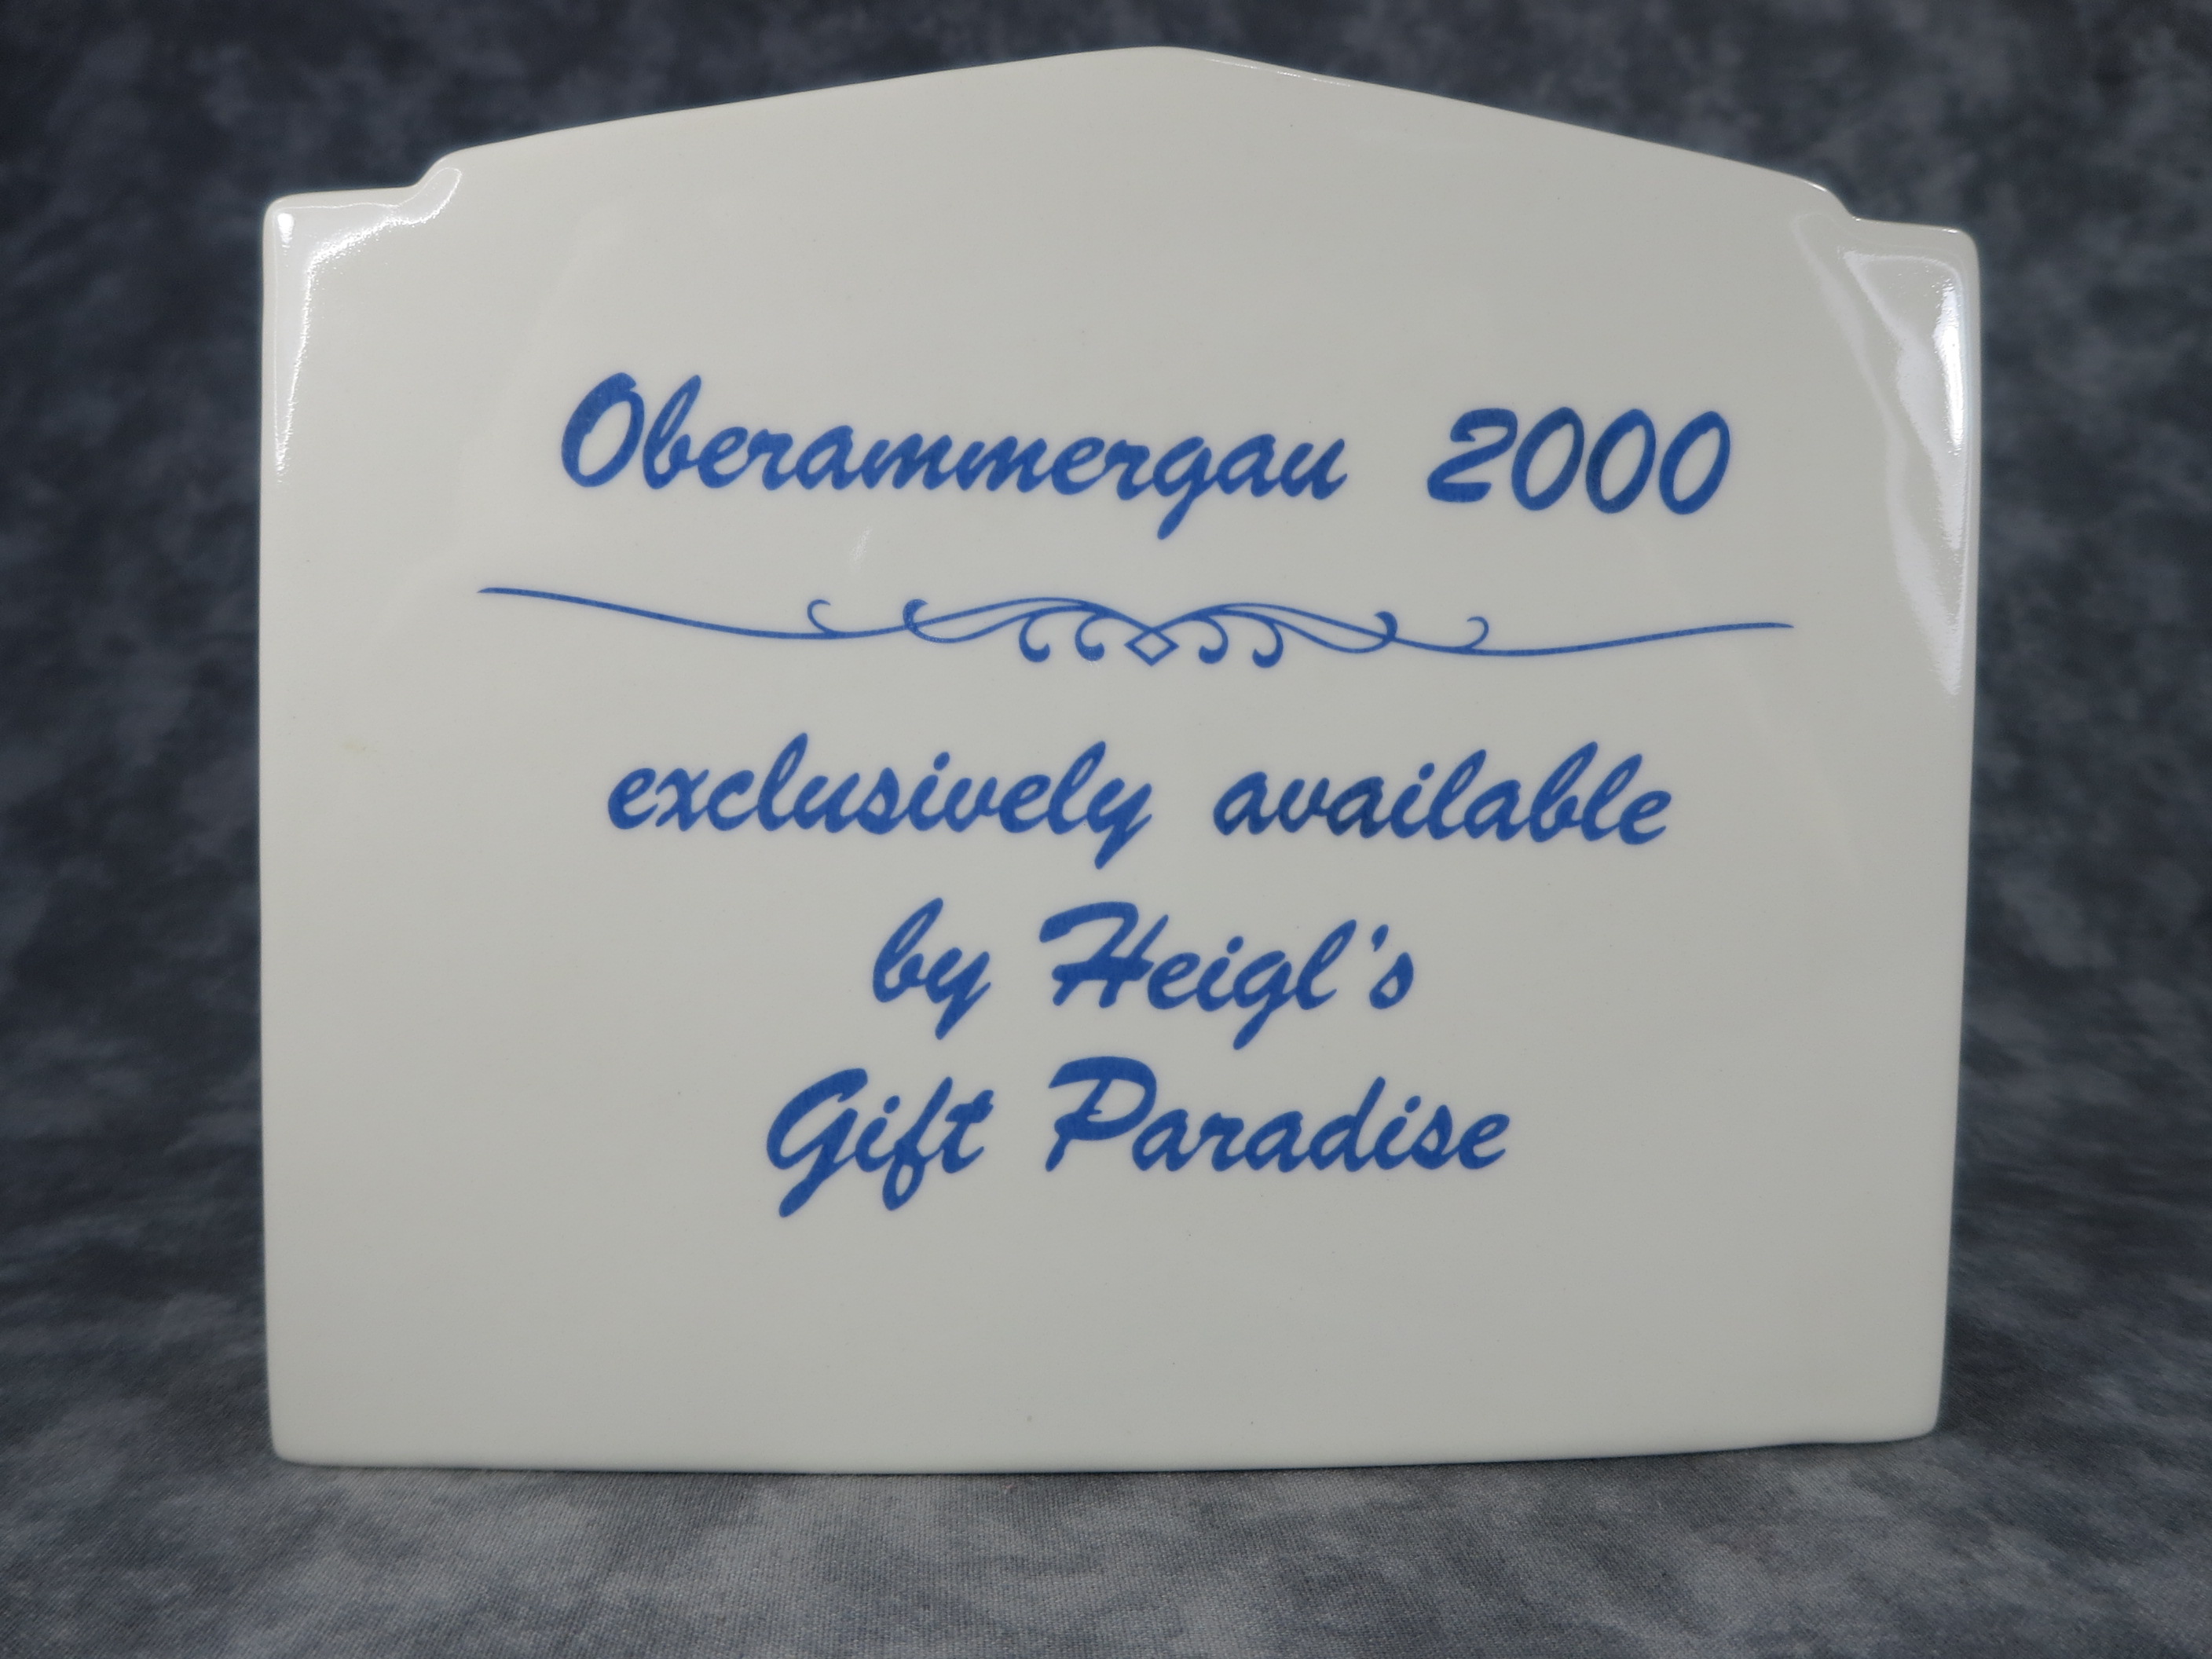 Oberammergau 2000
exclusively available
by Heigl's
Gift Paradise